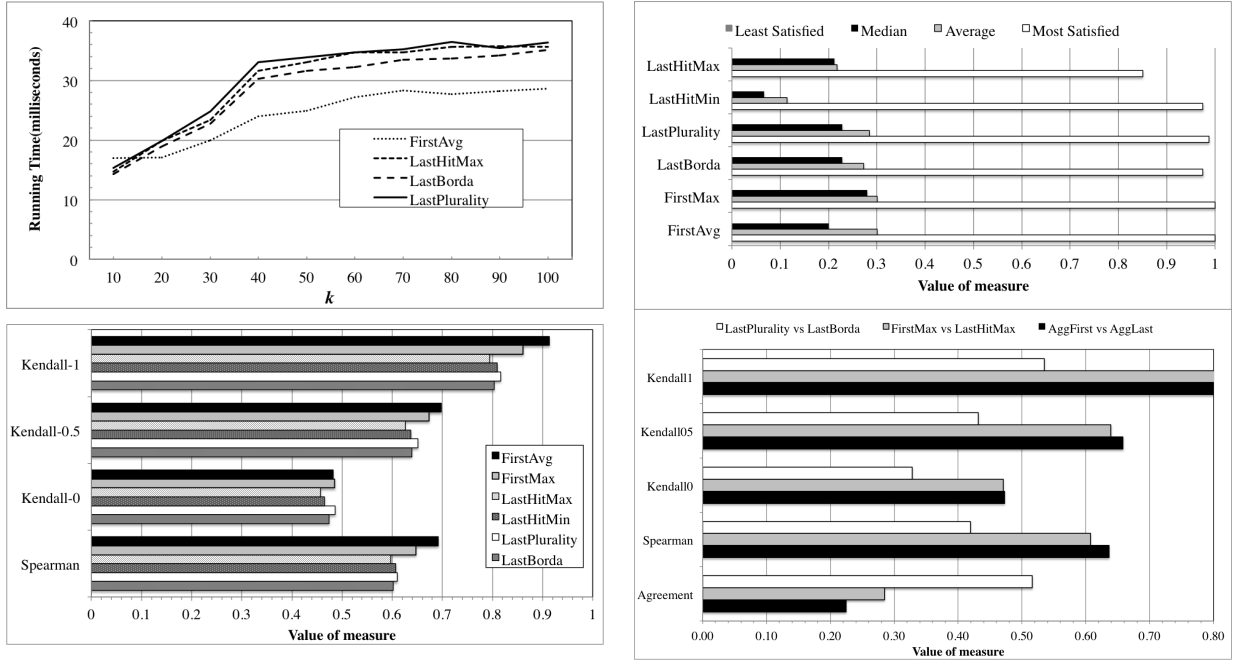 40
30
20
10
0
Running Time(milliseconds)
FirstAvg
LastHitMax
LastBorda
LastPlurality
10 20 30 40 50 60 70 80 90 100
k
Least Satisfied Median Average Most Satisfied
LastHitMax
LastHitMin
LastPlurality
LastBorda
FirstMax
FirstAvg
0 0.1 0.2 0.3 0.4 0.5 0.6 0.7 0.8 0.9 1
Value of measure
Kendall-1
Kendall-0.5
Kendall-0
Spearman
FirstAvg
FirstMax
LastHitMax
LastHitMin
LastPlurality
LastBorda
0 0.1 0.2 0.3 0.4 0.5 0.6 0.7 0.8 0.9 1
Value of measure
LastPlurality vs LastBorda FirstMax vs LastHitMax AggFirst vs AggLast
Kendall1
Kendall05
Kendall0
Spearman
Agreement
0.00 0.10 0.20 0.30 0.40 0.50 0.60 0.70 0.80
Value of measure